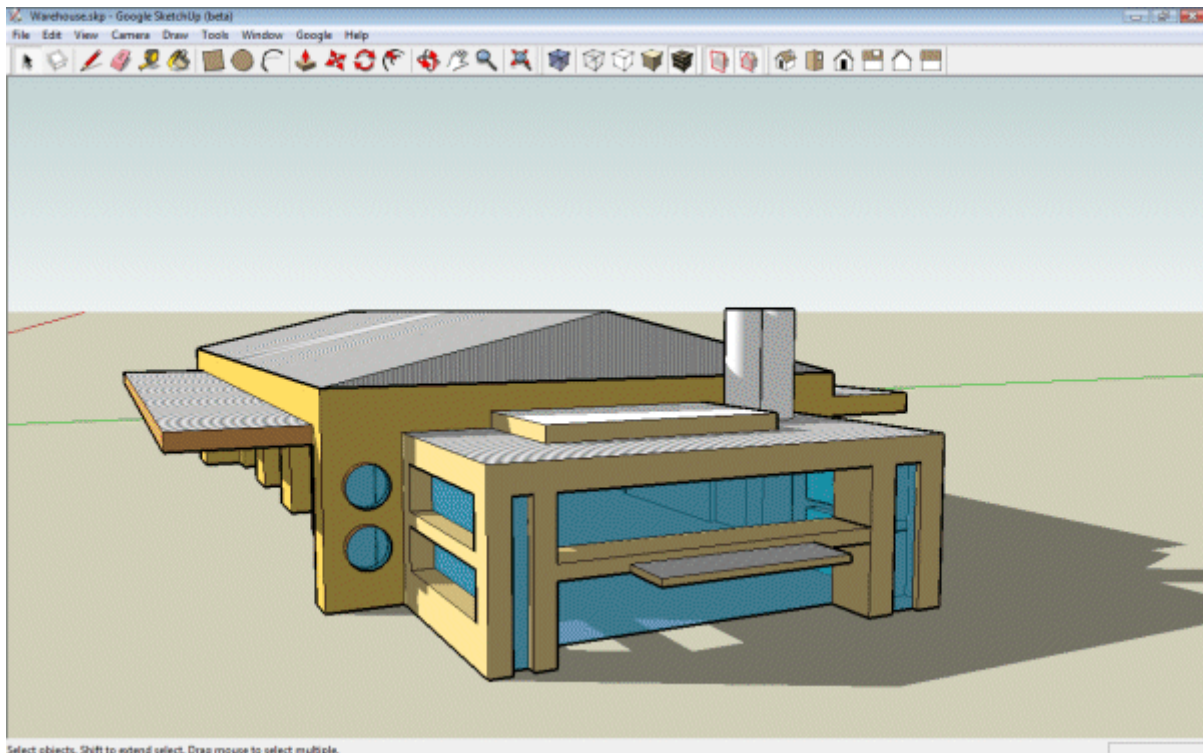 Warehouse.skp - Google SketchUp (beta)
File Edit View Camera Draw Tools Window Google Help
Select objects. Shift to extend select. Drag mouse to select multiple.